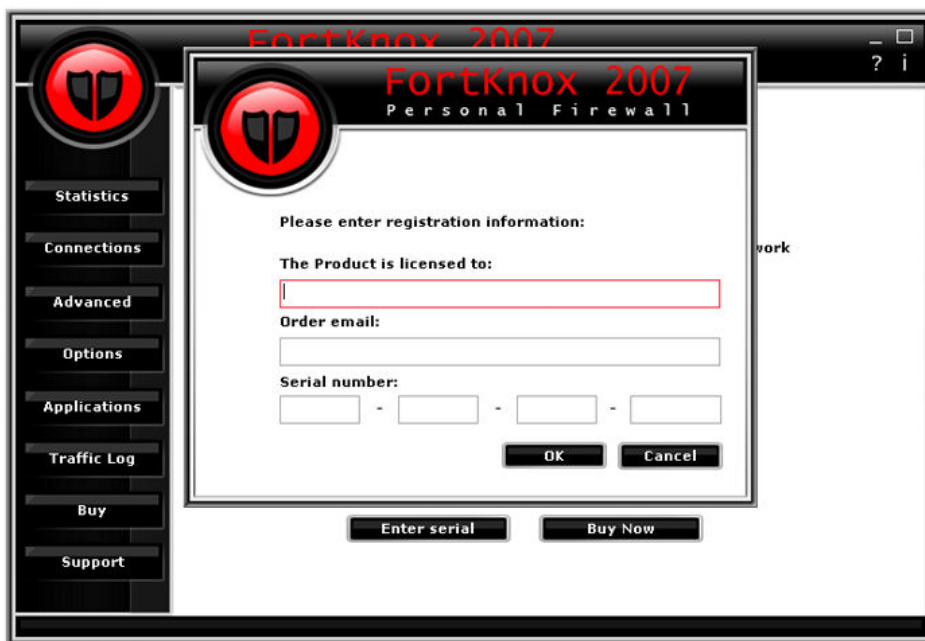 FortKnox 2007
? i
FortKnox 2007
Personal Firewall
Statistics
Connections
Advanced
Options
Applications
Traffic Log
Buy
Support
Please enter registration information:
The Product is licensed to:
Order email:
Serial number:
- - -
OK Cancel
Enter serial Buy Now